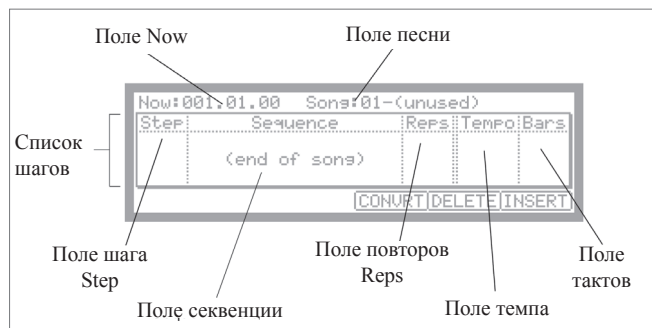 Поле Now
Поле песни
Now:001.01.00 Song:01-(unused)
Step Sequence Reps Tempo Bars
Список
шагов
(end of song)
CONVRT DELETE INSERT
Поле шага
Step
Поле повторов
Reps
Поле
тактов
Поле секвенции
Поле темпа